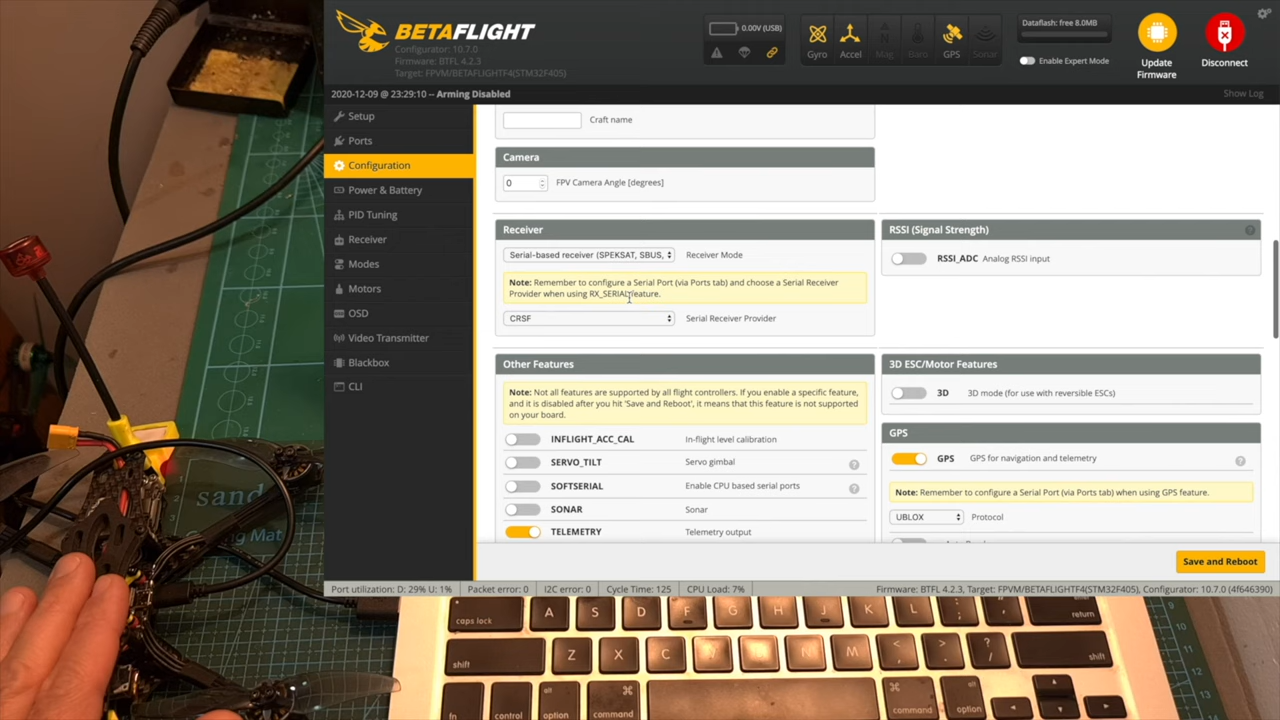 BETAFLIGHT
Configurator: 10.7.0
Firmware: BTFL 4.2.3
Target: FPVM/BETAFLIGHTF4(STM32F405)
0.00V (USB)
Gyro
Accel
Mag
Baro
GPS
Sonar
Dataflash: free 8.0MB
Enable Expert Mode
Update
Firmware
Disconnect
2020-12-09 @ 23:29:10 -- Arming Disabled
Show Log
Setup
Ports
Configuration
Power & Battery
PID Tuning
Receiver
Modes
Motors
OSD
Video Transmitter
Blackbox
CLI
Craft name
Camera
0 FPV Camera Angle [degrees]
Receiver
Serial-based receiver (SPEKSAT, SBUS, Receiver Mode
Note: Remember to configure a Serial Port (via Ports tab) and choose a Serial Receiver
Provider when using RX_SERIAL feature.
CRSF Serial Receiver Provider
RSSI (Signal Strength)
RSSI_ADC Analog RSSI input
Other Features
Note: Not all features are supported by all flight controllers. If you enable a specific feature,
and it is disabled after you hit 'Save and Reboot', it means that this feature is not supported
on your board.
INFLIGHT_ACC_CAL In-flight level calibration
SERVO_TILT Servo gimbal
SOFTSERIAL Enable CPU based serial ports
SONAR Sonar
TELEMETRY Telemetry output
3D ESC/Motor Features
3D 3D mode (for use with reversible ESCs)
GPS
GPS GPS for navigation and telemetry
Note: Remember to configure a Serial Port (via Ports tab) when using GPS feature.
UBLOX Protocol
Save and Reboot
Port utilization: D: 29% U: 1%
Packet error: 0
I2C error: 0
Cycle Time: 125
CPU Load: 7%
Firmware: BTFL 4.2.3, Target: FPVM/BETAFLIGHTF4(STM32F405), Configurator: 10.7.0 (4f646390)
caps lock A S D F G H J K L ; : ' " return
shift Z X C V B N M < , > . ? / shift
fn control alt option ⌘ command ⌘ command alt option